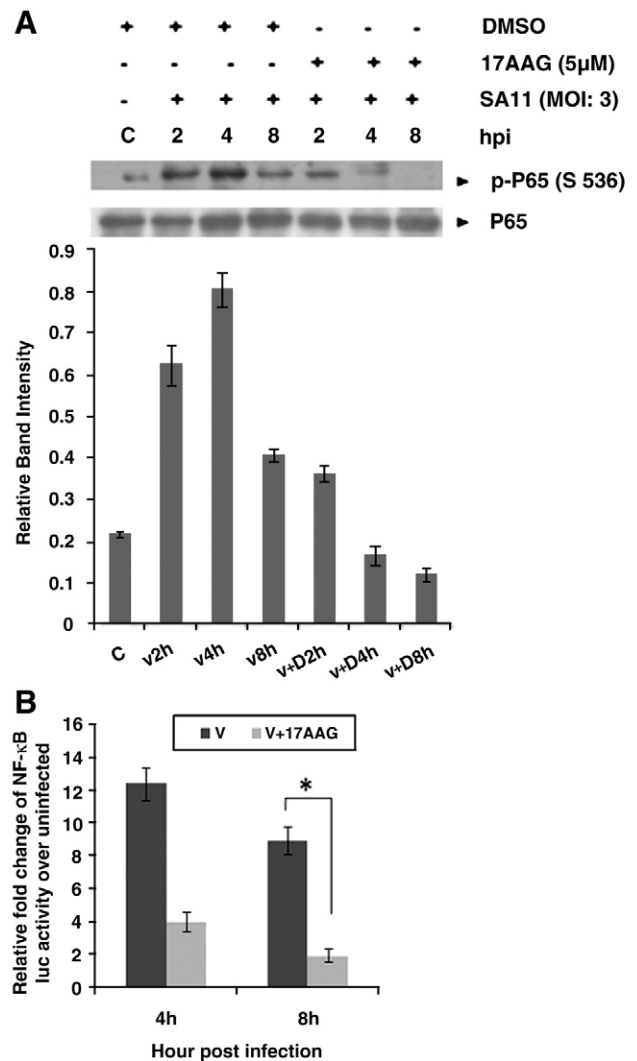 A
+ + + + - - - DMSO
- - - - + + + 17AAG (5μM)
- + + + + + + SA11 (MOI: 3)
C 2 4 8 2 4 8 hpi
p-P65 (S 536)
P65
0.9
0.8
0.7
0.6
0.5
0.4
0.3
0.2
0.1
0
Relative Band Intensity
C v2h v4h v8h v+D2h v+D4h v+D8h
B
V V+17AAG
16
14
12
10
8
6
4
2
0
Relative fold change of NF-κB
luc activity over uninfected
*
4h 8h
Hour post infection